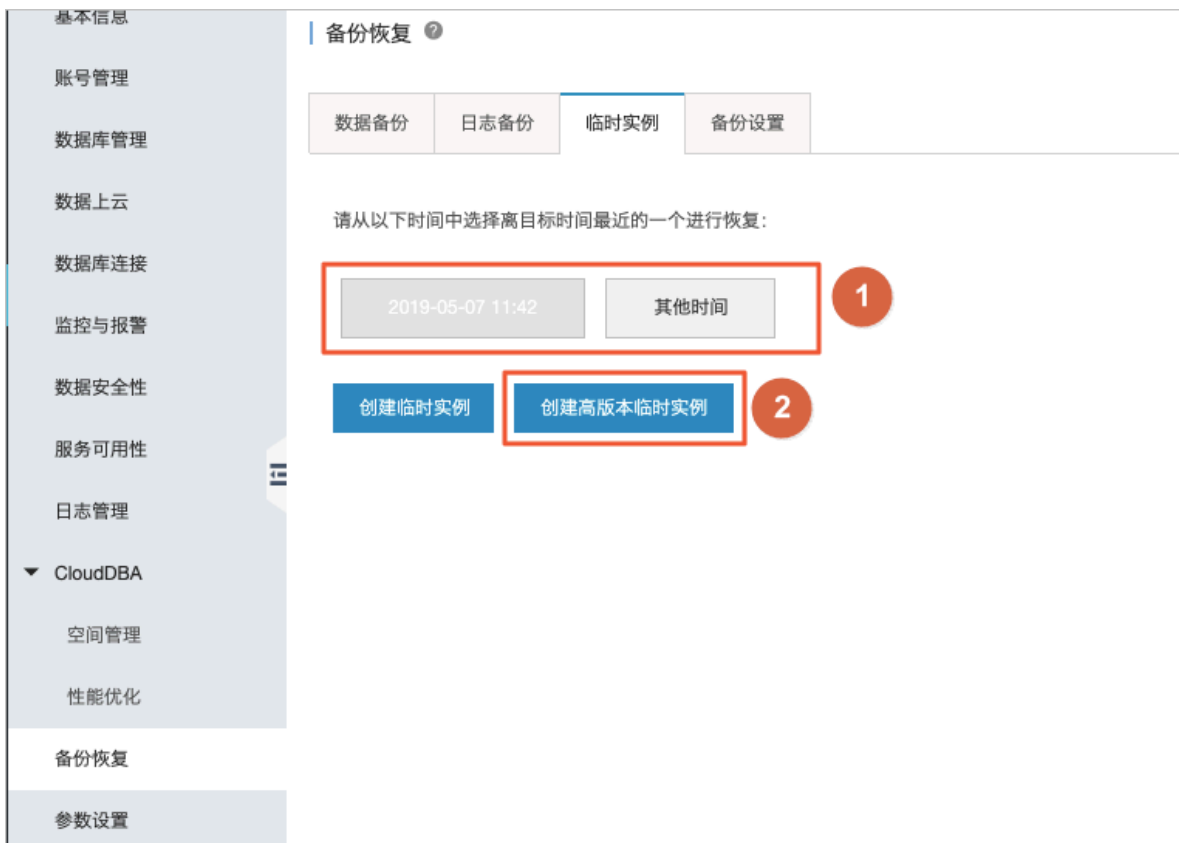 基本信息
账号管理
数据库管理
数据上云
数据库连接
监控与报警
数据安全性
服务可用性
日志管理
CloudDBA
空间管理
性能优化
备份恢复
参数设置
备份恢复 ?
数据备份 日志备份 临时实例 备份设置
请从以下时间中选择离目标时间最近的一个进行恢复：
2019-05-07 11:42 其他时间 1
创建临时实例 创建高版本临时实例 2